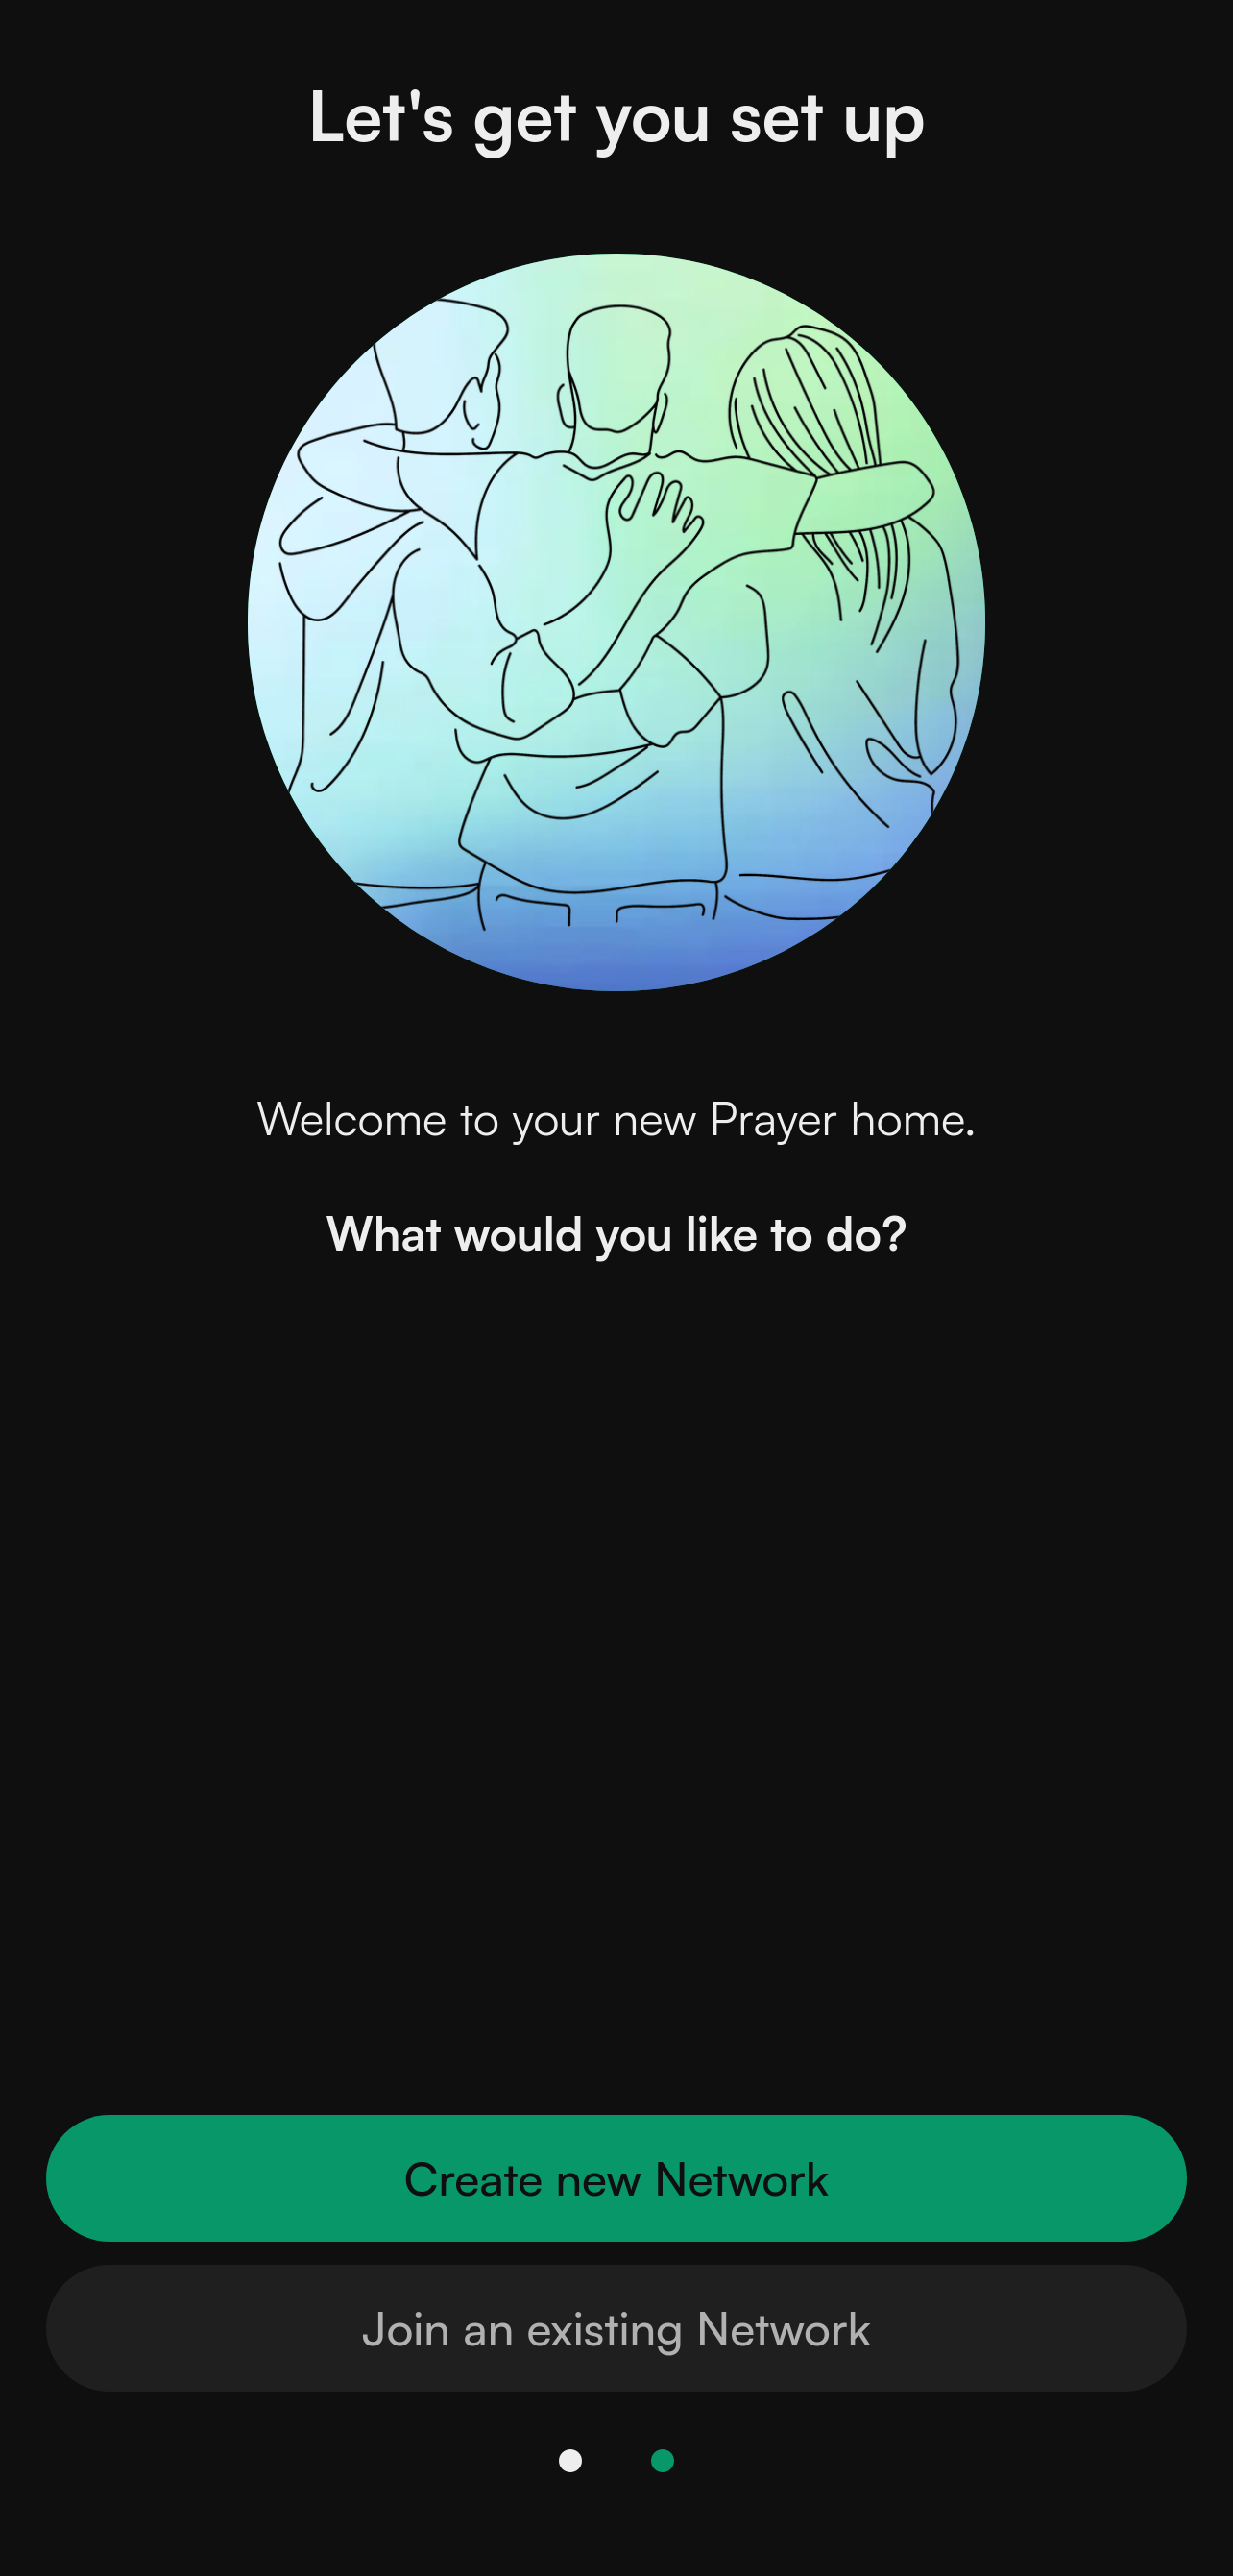 Let's get you set up
Welcome to your new Prayer home.
What would you like to do?
Create new Network
Join an existing Network